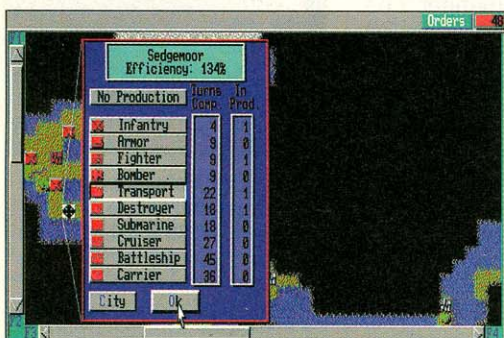 Orders 48
Sedgemoor
Efficiency: 134%
No Production
Turns Comp.
In Prod.
Infantry 4 1
Armor 9 0
Fighter 9 1
Bomber 9 0
Transport 22 1
Destroyer 18 1
Submarine 18 0
Cruiser 27 0
Battleship 45 0
Carrier 36 0
City
Ok